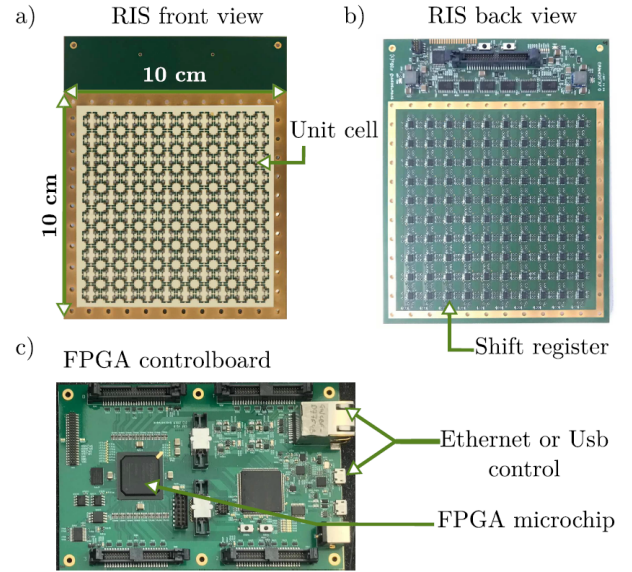 a)
RIS front view
b)
RIS back view
10 cm
10 cm
Unit cell
Shift register
c)
FPGA controlboard
Ethernet or Usb
control
FPGA microchip